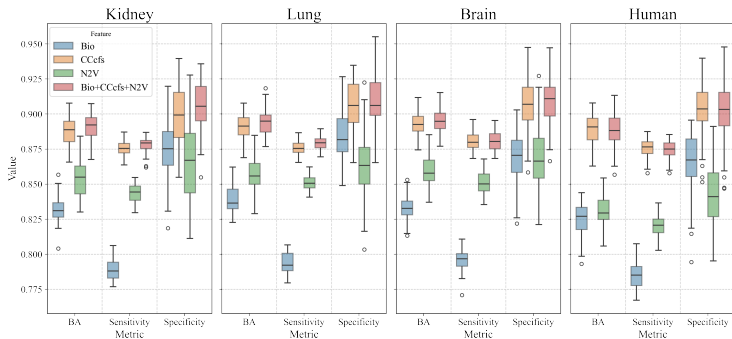 Kidney Lung Brain Human
Feature
Bio
CCcfs
N2V
Bio+CCcfs+N2V
Value
0.950
0.925
0.900
0.875
0.850
0.825
0.800
0.775
BA Sensitivity Specificity BA Sensitivity Specificity BA Sensitivity Specificity BA Sensitivity Specificity
Metric Metric Metric Metric